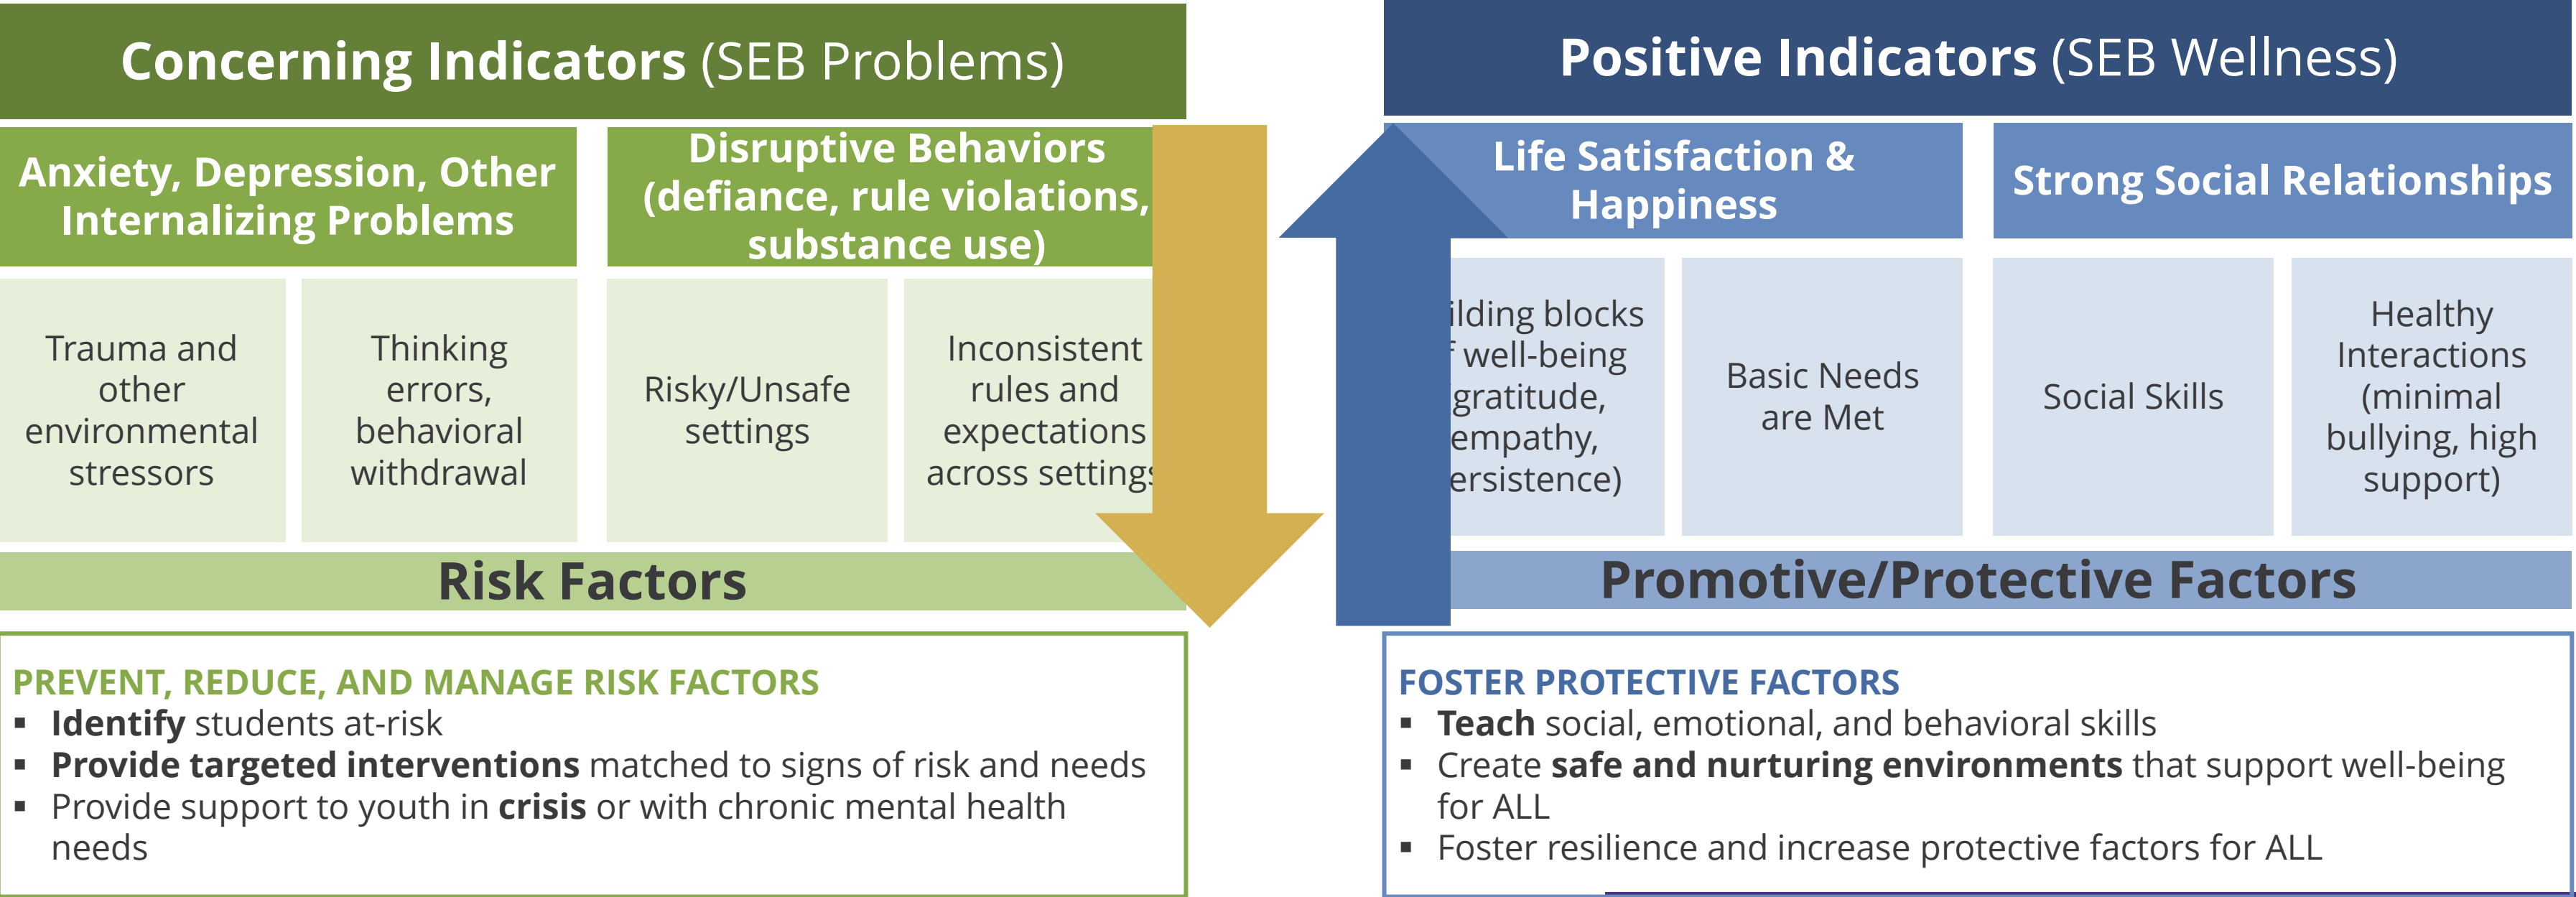 Concerning Indicators (SEB Problems)
Anxiety, Depression, Other
Internalizing Problems
Disruptive Behaviors
(defiance, rule violations,
substance use)
Trauma and
other
environmental
stressors
Thinking
errors,
behavioral
withdrawal
Risky/Unsafe
settings
Inconsistent
rules and
expectations
across settings
Risk Factors
PREVENT, REDUCE, AND MANAGE RISK FACTORS
▪ Identify students at-risk
▪ Provide targeted interventions matched to signs of risk and needs
▪ Provide support to youth in crisis or with chronic mental health
needs
Positive Indicators (SEB Wellness)
Life Satisfaction &
Happiness
Strong Social Relationships
ilding blocks
f well-being
gratitude,
empathy,
ersistence)
Basic Needs
are Met
Social Skills
Healthy
Interactions
(minimal
bullying, high
support)
Promotive/Protective Factors
FOSTER PROTECTIVE FACTORS
▪ Teach social, emotional, and behavioral skills
▪ Create safe and nurturing environments that support well-being
for ALL
▪ Foster resilience and increase protective factors for ALL